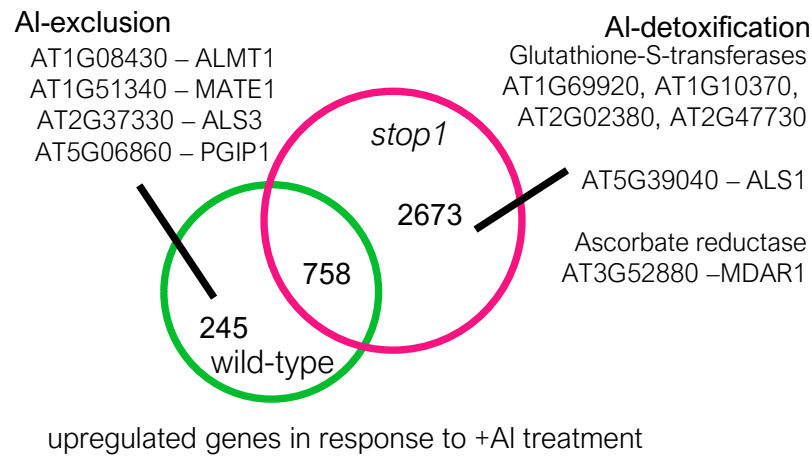 Al-exclusion
AT1G08430 – ALMT1
AT1G51340 – MATE1
AT2G37330 – ALS3
AT5G06860 – PGIP1
Al-detoxification
Glutathione-S-transferases
AT1G69920, AT1G10370,
AT2G02380, AT2G47730
AT5G39040 – ALS1
Ascorbate reductase
AT3G52880 –MDAR1
stop1
2673
758
245
wild-type
upregulated genes in response to +Al treatment